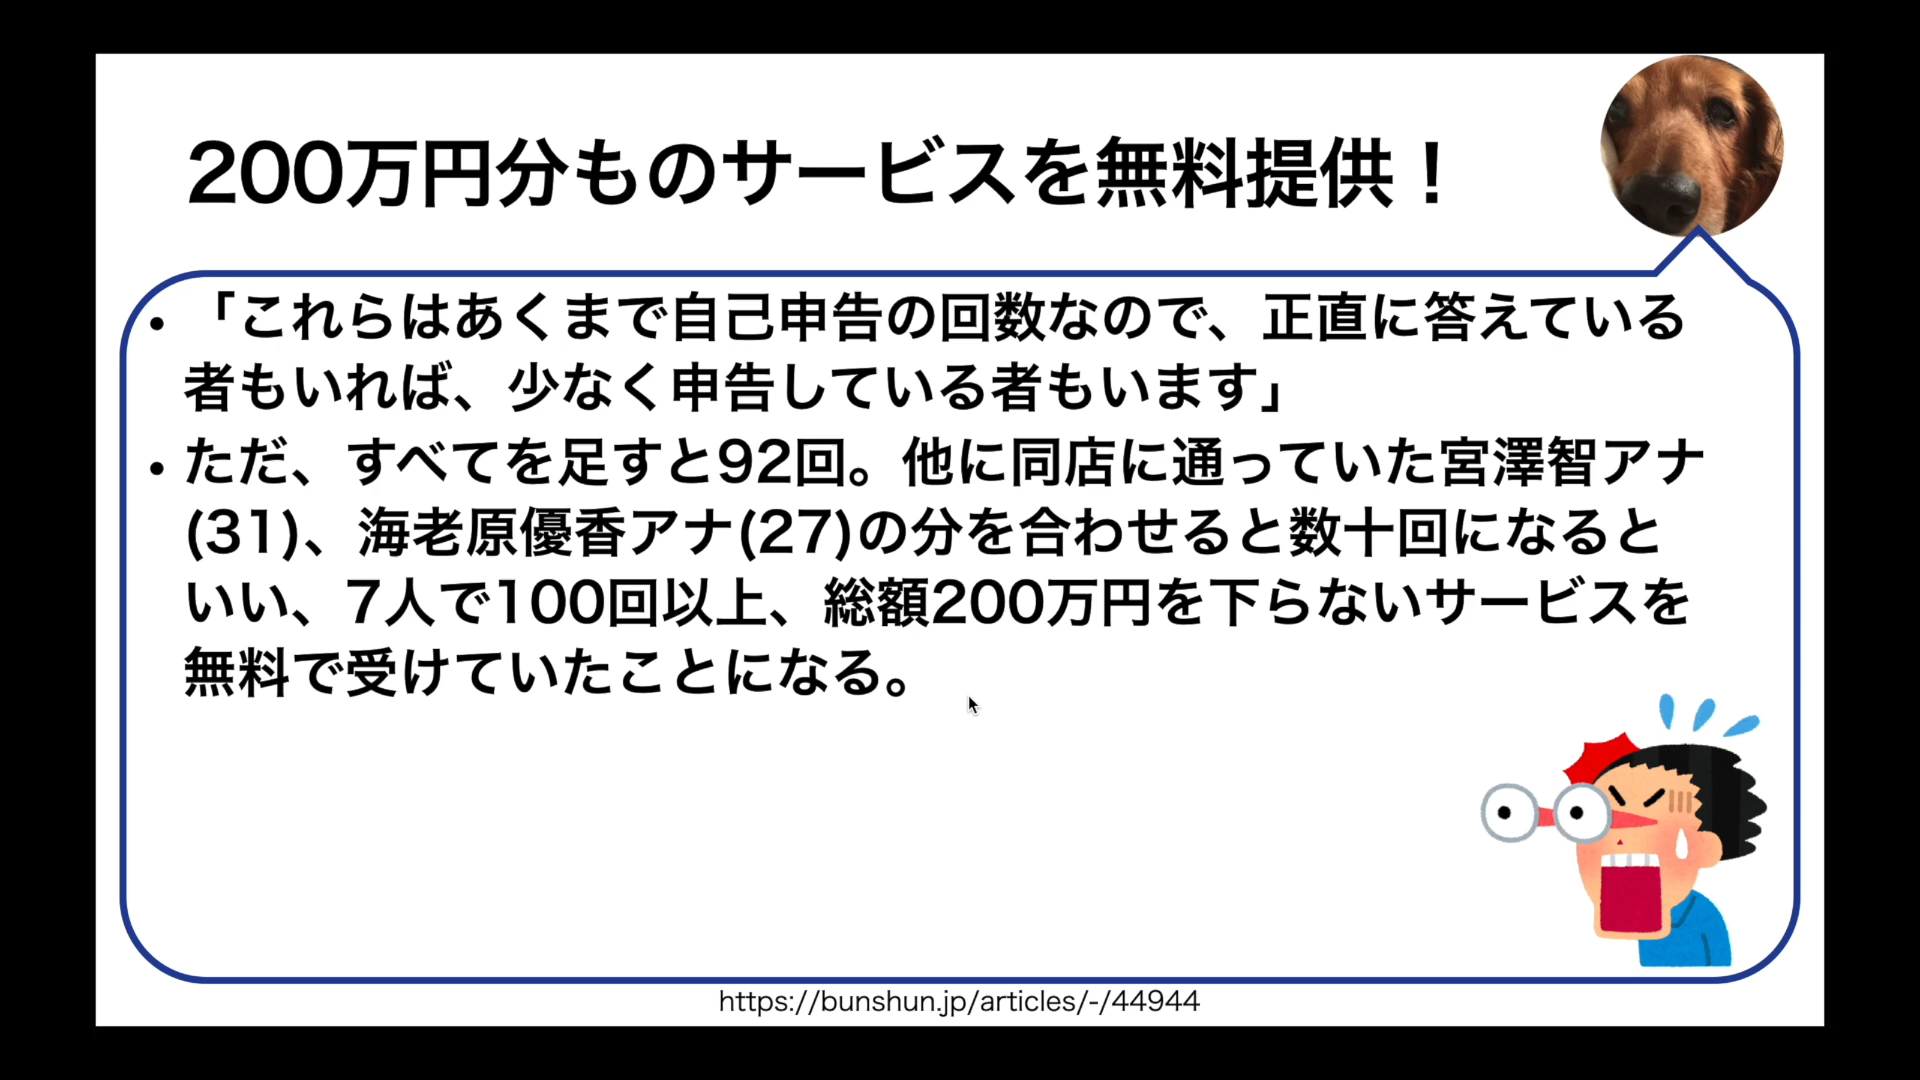 200万円分ものサービスを無料提供！
• 「これらはあくまで自己申告の回数なので、正直に答えている
者もいれば、少なく申告している者もいます」
• ただ、すべてを足すと92回。他に同店に通っていた宮澤智アナ
(31)、海老原優香アナ(27)の分を合わせると数十回になると
いい、7人で100回以上、総額200万円を下らないサービスを
無料で受けていたことになる。
https://bunshun.jp/articles/-/44944